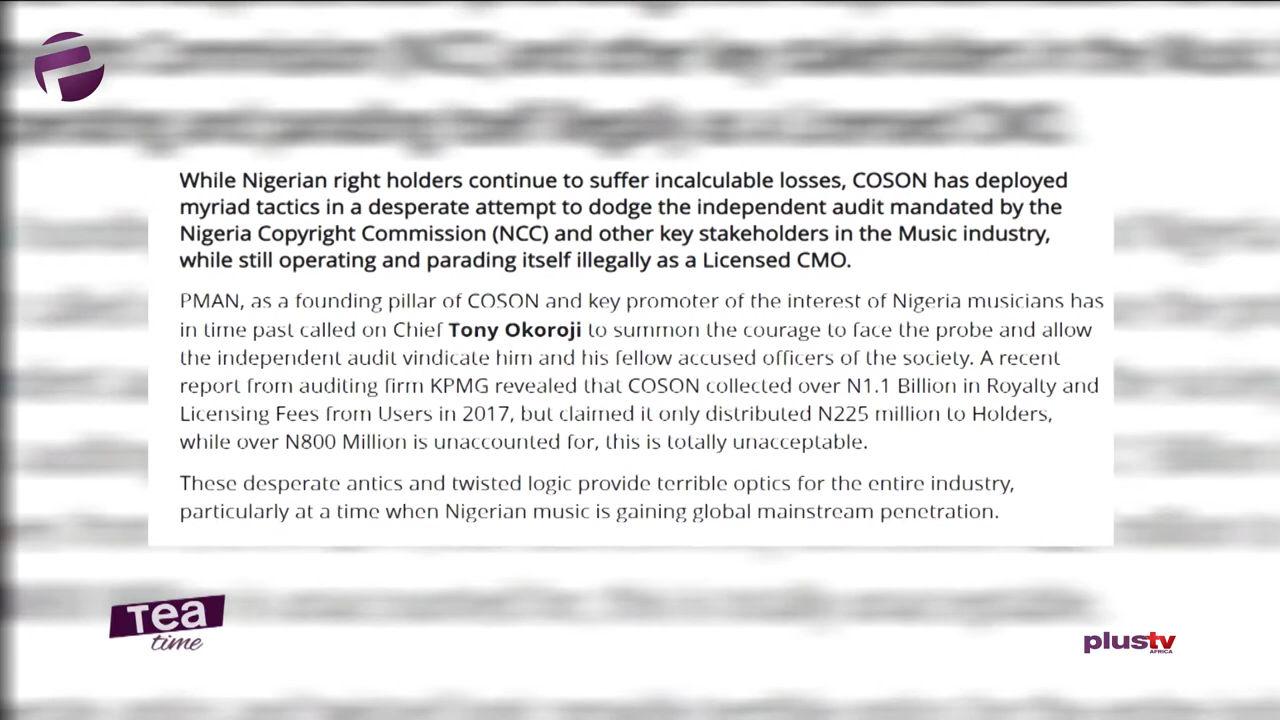 While Nigerian right holders continue to suffer incalculable losses, COSON has deployed
myriad tactics in a desperate attempt to dodge the independent audit mandated by the
Nigeria Copyright Commission (NCC) and other key stakeholders in the Music industry,
while still operating and parading itself illegally as a Licensed CMO.
PMAN, as a founding pillar of COSON and key promoter of the interest of Nigeria musicians has
in time past called on Chief Tony Okoroji to summon the courage to face the probe and allow
the independent audit vindicate him and his fellow accused officers of the society. A recent
report from auditing firm KPMG revealed that COSON collected over N1.1 Billion in Royalty and
Licensing Fees from Users in 2017, but claimed it only distributed N225 million to Holders,
while over N800 Million is unaccounted for, this is totally unacceptable.
These desperate antics and twisted logic provide terrible optics for the entire industry,
particularly at a time when Nigerian music is gaining global mainstream penetration.
Tea
time
plustv
AFRICA